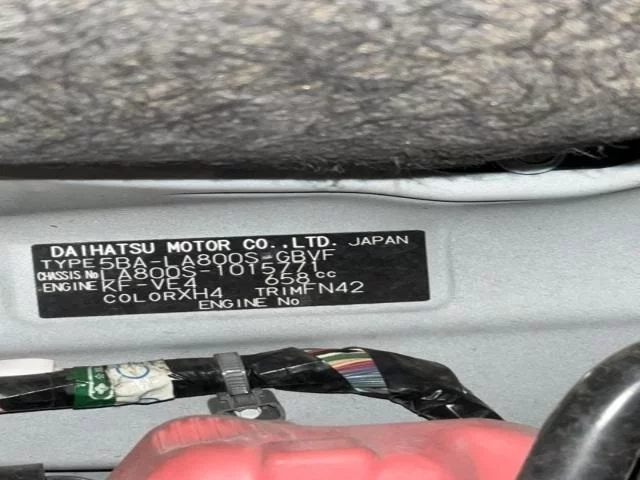 DAIHATSU MOTOR CO.,LTD. JAPAN
TYPE 5BA-LA800S-GBVF
CHASSIS No LA800S-1015771
ENGINE KF-VE4 658 cc
COLOR XH4 TRIM FN42
ENGINE No